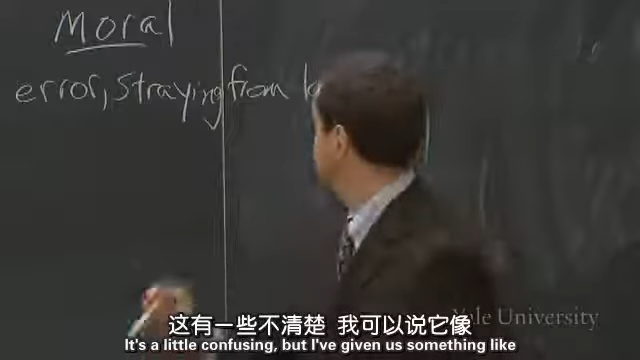 Moral
error, straying from
Yale University
这有一些不清楚 我可以说它像
It's a little confusing, but I've given us something like